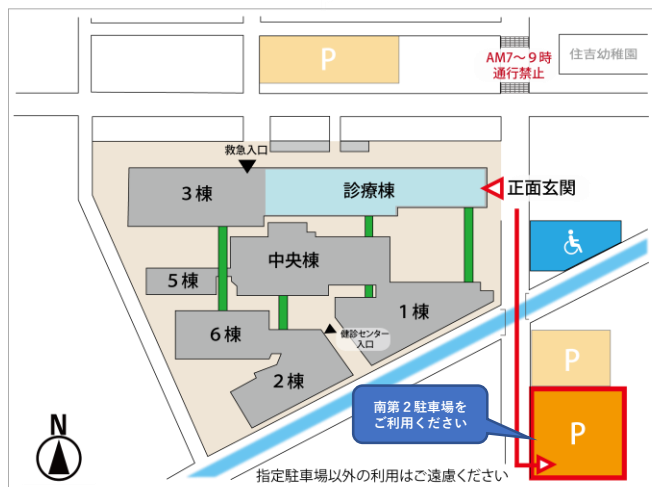 P
AM7～9時
通行禁止
住吉幼稚園
救急入口
3棟
診療棟
正面玄関
中央棟
5棟
1棟
6棟
健診センター
入口
2棟
P
南第２駐車場を
ご利用ください
P
N
指定駐車場以外の利用はご遠慮ください